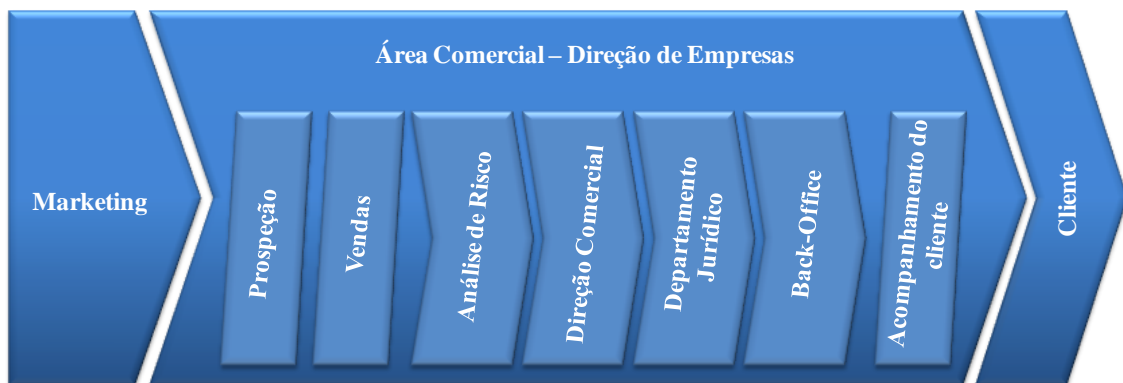 Área Comercial – Direção de Empresas
Marketing
Prospeção
Vendas
Análise de Risco
Direção Comercial
Departamento
Jurídico
Back-Office
Acompanhamento do
cliente
Cliente